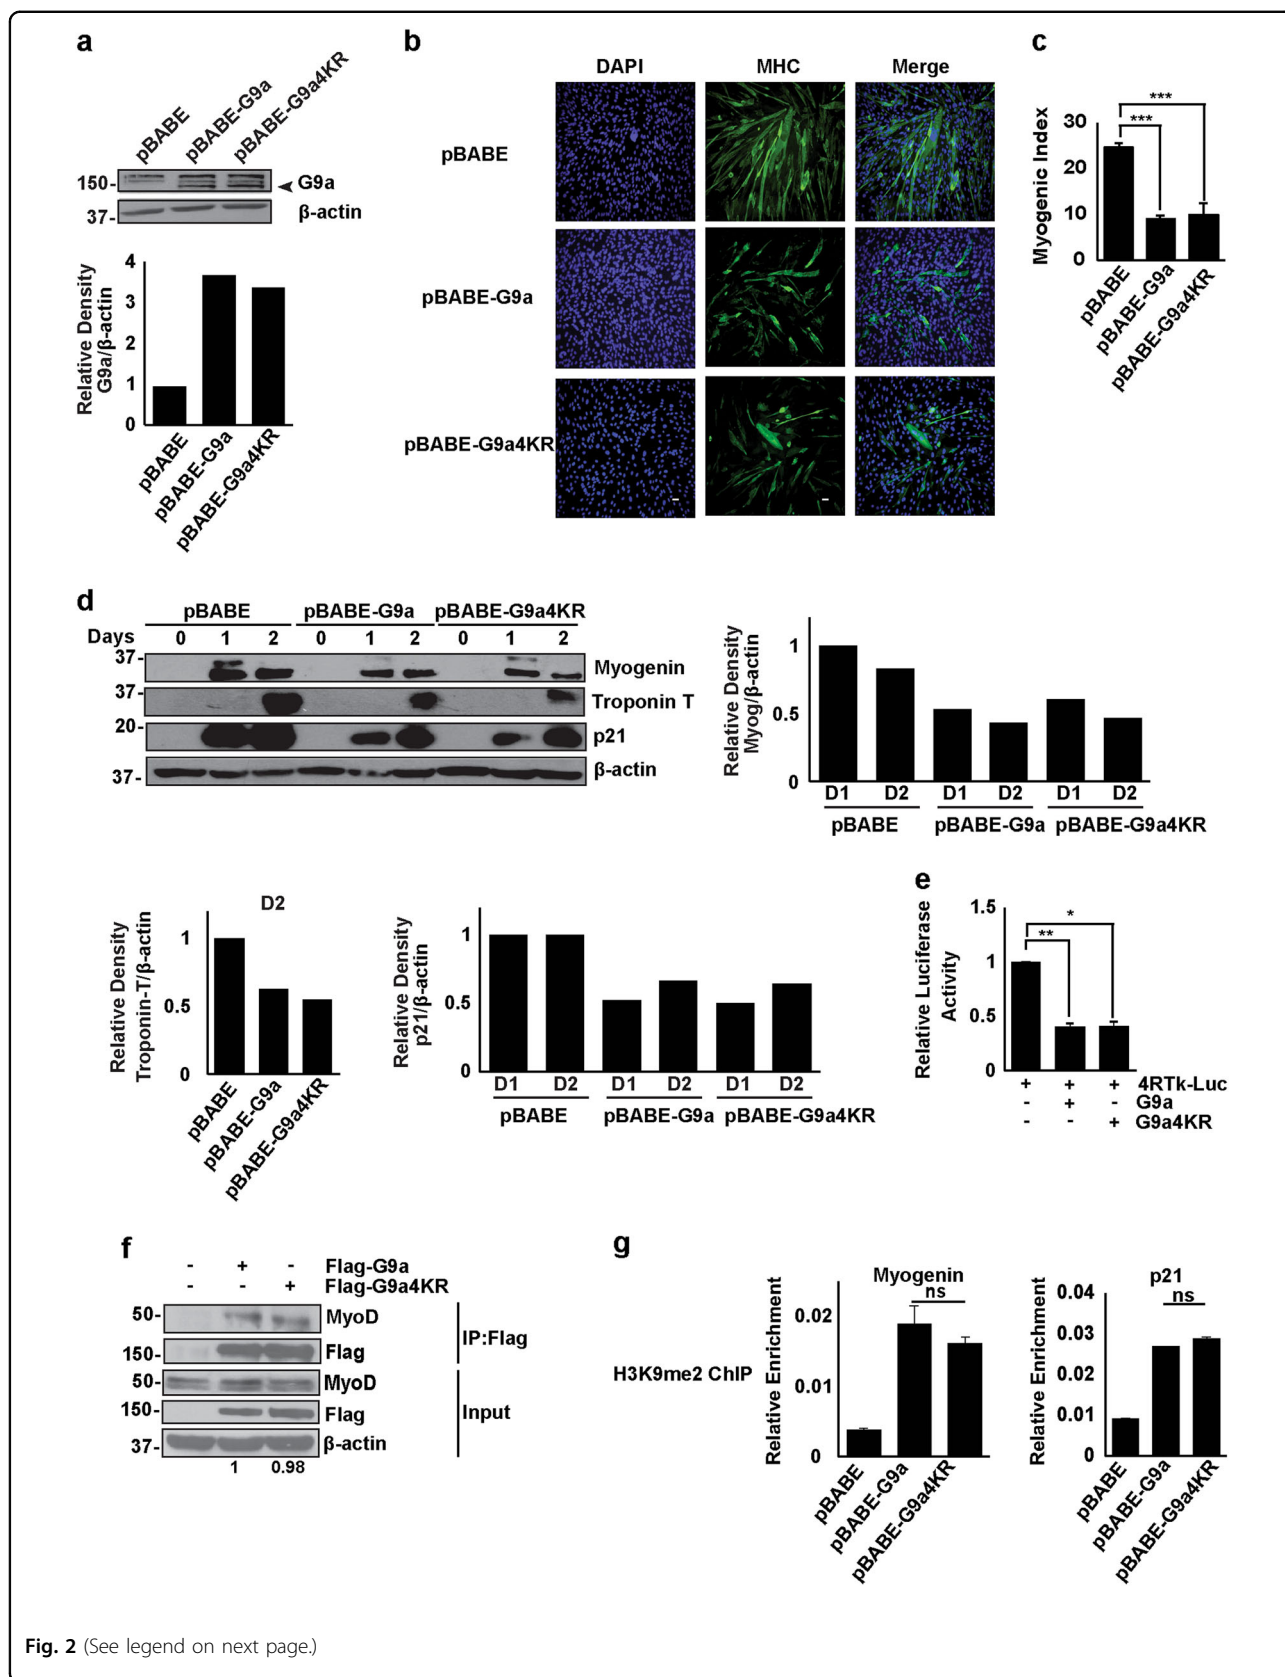 a
pBABE
pBABE-G9a
pBABE-G9a4KR
150
G9a
37
β-actin
Relative Density
G9a/β-actin
4
3
2
1
0
pBABE
pBABE-G9a
pBABE-G9a4KR
b
DAPI MHC Merge
pBABE
pBABE-G9a
pBABE-G9a4KR
c
Myogenic Index
30
20
10
0
***
***
pBABE
pBABE-G9a
pBABE-G9a4KR
d
pBABE pBABE-G9a pBABE-G9a4KR
Days 0 1 2 0 1 2 0 1 2
37
Myogenin
37
Troponin T
20
p21
37
β-actin
Relative Density
Myog/β-actin
1
0.5
0
D1 D2 D1 D2 D1 D2
pBABE pBABE-G9a pBABE-G9a4KR
D2
Relative Density
Troponin-T/β-actin
1
0.5
0
pBABE
pBABE-G9a
pBABE-G9a4KR
Relative Density
p21/β-actin
1
0.5
0
D1 D2 D1 D2 D1 D2
pBABE pBABE-G9a pBABE-G9a4KR
e
Relative Luciferase
Activity
1.5
1
0.5
0
*
**
+ + + 4RTk-Luc
- + - G9a
- - + G9a4KR
f
- + - Flag-G9a
- - + Flag-G9a4KR
50- MyoD
150- Flag
IP:Flag
50- MyoD
150- Flag
37- β-actin
Input
1 0.98
g
H3K9me2 ChIP
Myogenin
ns
Relative Enrichment
0.02
0.01
0
pBABE
pBABE-G9a
pBABE-G9a4KR
p21
ns
Relative Enrichment
0.04
0.03
0.02
0.01
0
pBABE
pBABE-G9a
pBABE-G9a4KR
Fig. 2 (See legend on next page.)